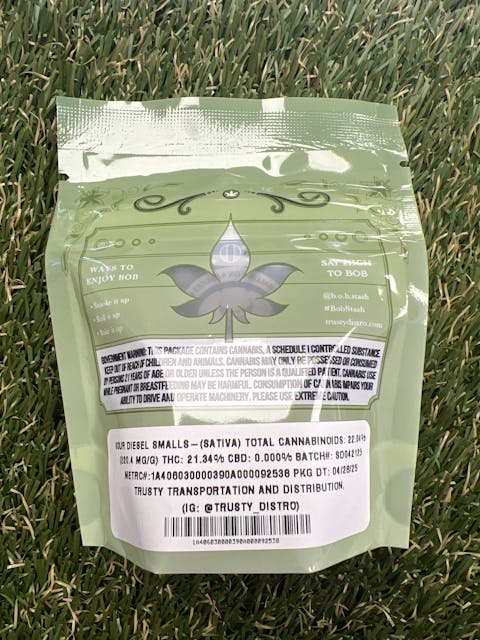 WAYS TO
ENJOY BOB
• Smoke it up
• Roll it up
SAY HIGH
TO BOB
@b.o.b.stash
#BobStash
trustydistro.com
GOVERNMENT WARNING: THIS PACKAGE CONTAINS CANNABIS, A SCHEDULE I CONTROLLED SUBSTANCE.
KEEP OUT OF REACH OF CHILDREN AND ANIMALS. CANNABIS MAY ONLY BE POSSESSED OR CONSUMED
BY PERSONS 21 YEARS OF AGE OR OLDER UNLESS THE PERSON IS A QUALIFIED PATIENT. CANNABIS USE
WHILE PREGNANT OR BREASTFEEDING MAY BE HARMFUL. CONSUMPTION OF CANNABIS IMPAIRS YOUR
ABILITY TO DRIVE AND OPERATE MACHINERY. PLEASE USE EXTREME CAUTION.
DIESEL SMALLS – (SATIVA) TOTAL CANNABINOIDS:
MG/G) THC: 21.34% CBD: 0.000% BATCH#: SD042125
METRC#:1A406030000390A000092538 PKG DT: 04/28/25
TRUSTY TRANSPORTATION AND DISTRIBUTION.
(IG: @TRUSTY_DISTRO)
1A406030000390A000092538